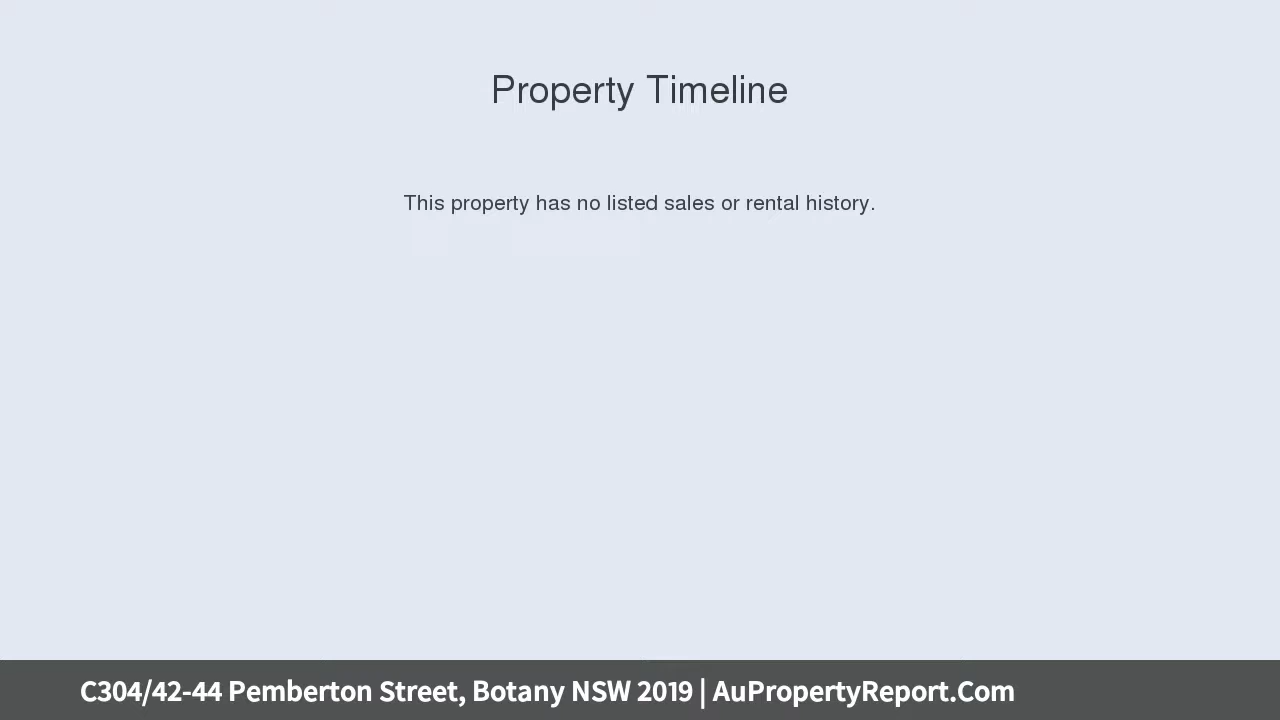 Property Timeline
This property has no listed sales or rental history.
C304/42-44 Pemberton Street, Botany NSW 2019 | AuPropertyReport.Com